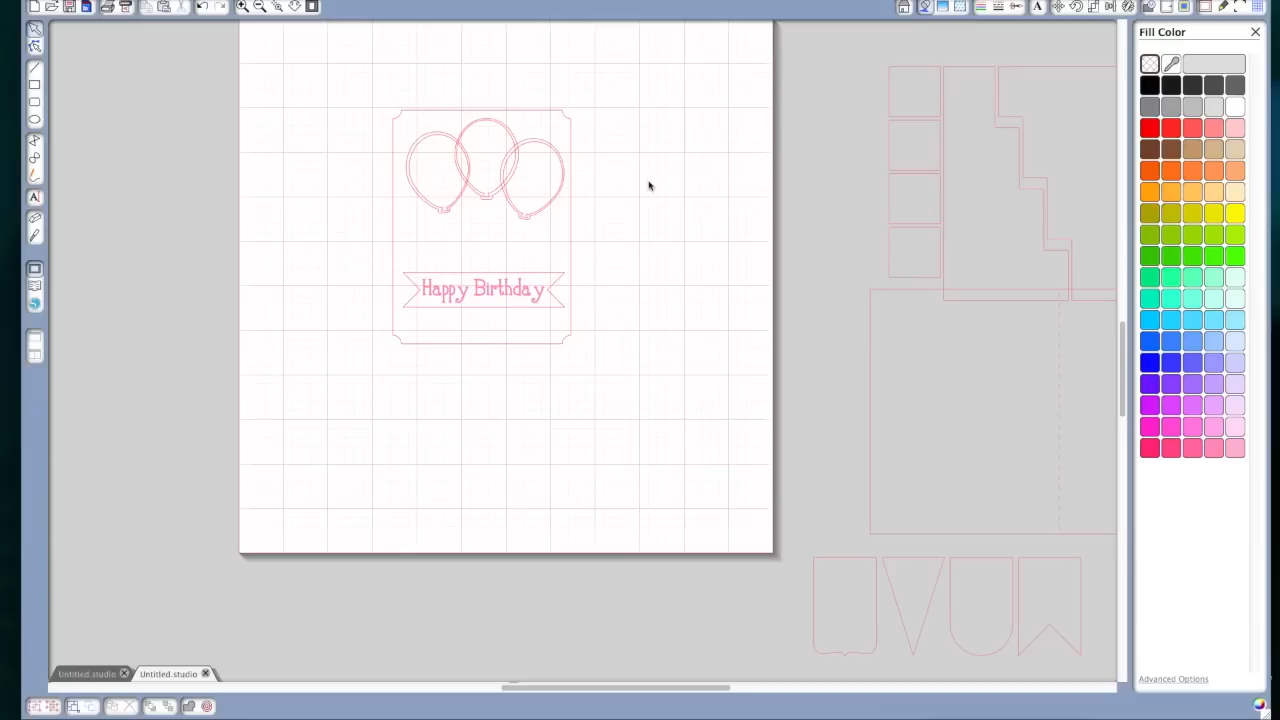 Fill Color
Happy Birthday
Untitled.studio
Untitled.studio
Advanced Options